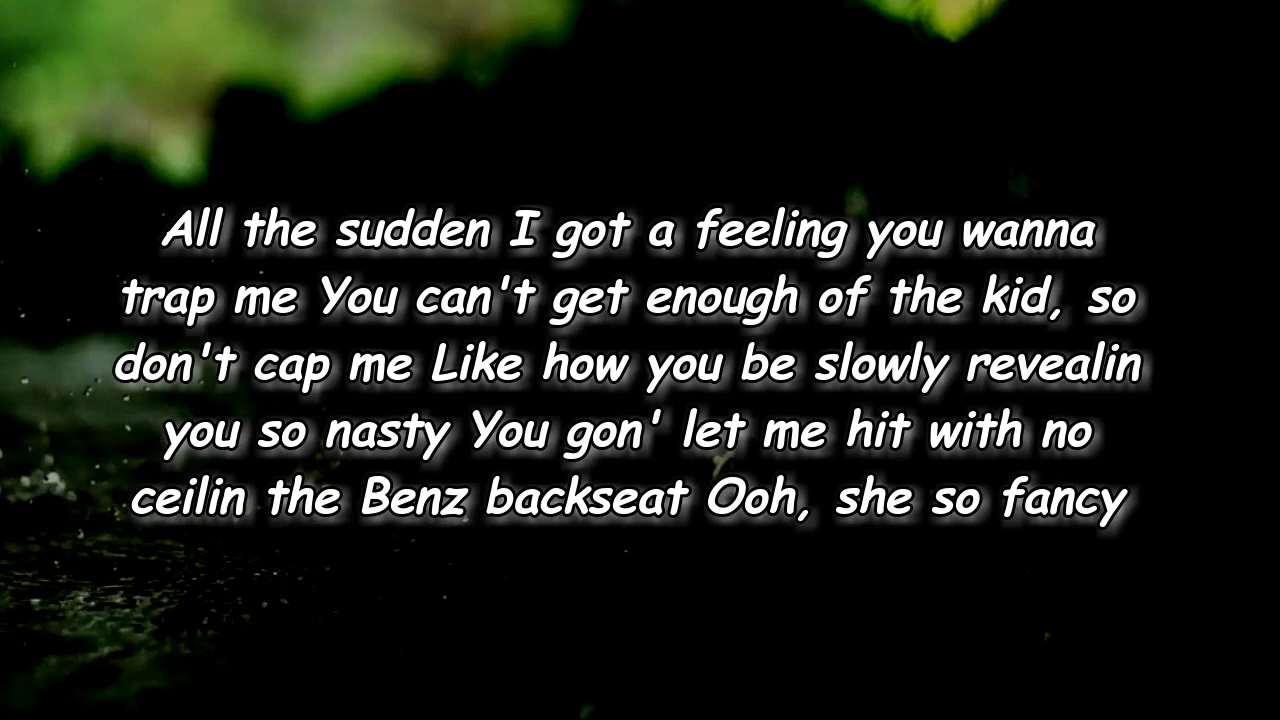 All the sudden I got a feeling you wanna
trap me You can't get enough of the kid, so
don't cap me Like how you be slowly revealin
you so nasty You gon' let me hit with no
ceilin the Benz backseat Ooh, she so fancy